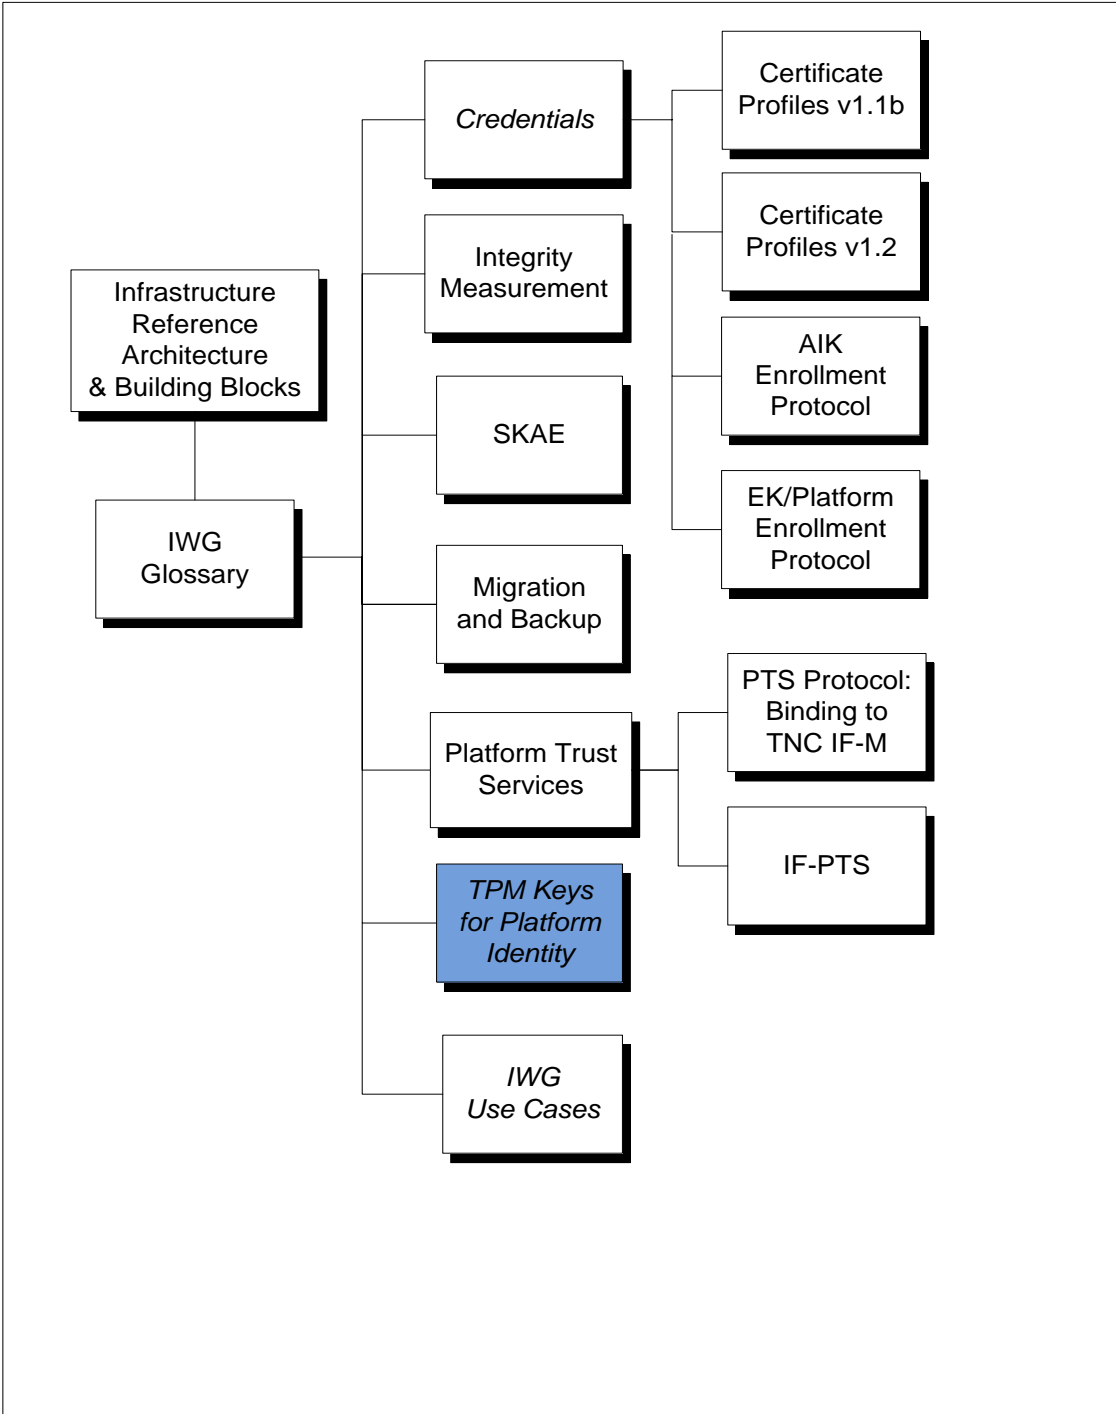 Infrastructure
Reference
Architecture
& Building Blocks
IWG
Glossary
Credentials
Integrity
Measurement
SKAE
Migration
and Backup
Platform Trust
Services
TPM Keys
for Platform
Identity
IWG
Use Cases
Certificate
Profiles v1.1b
Certificate
Profiles v1.2
AIK
Enrollment
Protocol
EK/Platform
Enrollment
Protocol
PTS Protocol:
Binding to
TNC IF-M
IF-PTS